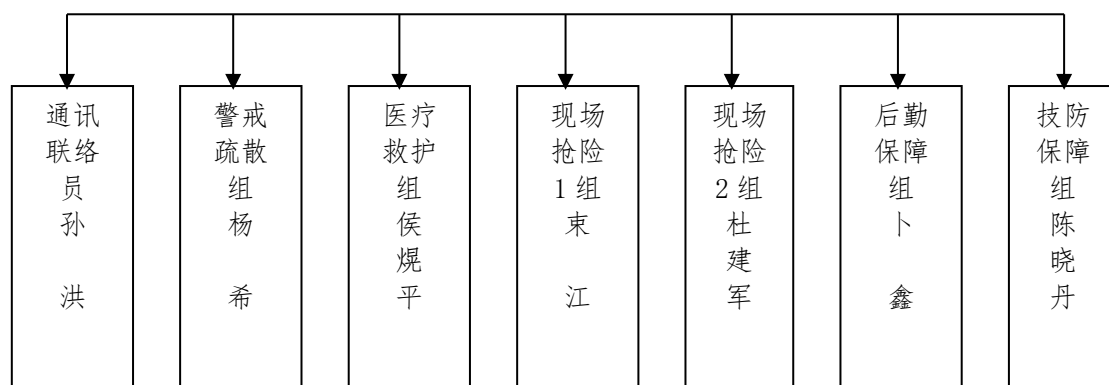 通讯
联络
员
孙
洪
警戒
疏散
组
杨
希
医疗
救护
组
侯
焜
平
现场
抢险
1组
束
江
现场
抢险
2组
杜
建
军
后勤
保障
组
卜
鑫
技防
保障
组
陈
晓
丹